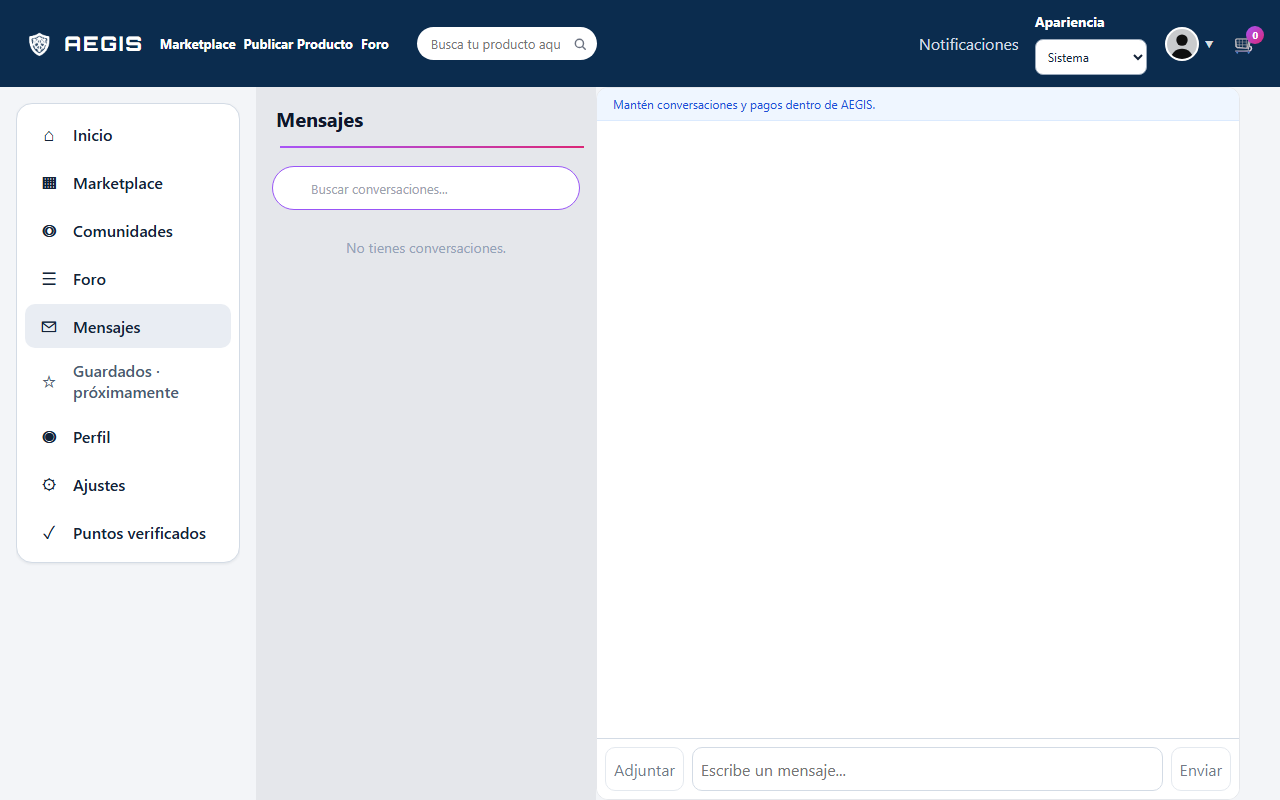 AEGIS
Marketplace Publicar Producto Foro
Busca tu producto aqu
Notificaciones
Apariencia
Sistema
0
Inicio
Marketplace
Comunidades
Foro
Mensajes
Guardados ·
próximamente
Perfil
Ajustes
Puntos verificados
Mensajes
Buscar conversaciones...
No tienes conversaciones.
Mantén conversaciones y pagos dentro de AEGIS.
Adjuntar
Escribe un mensaje...
Enviar